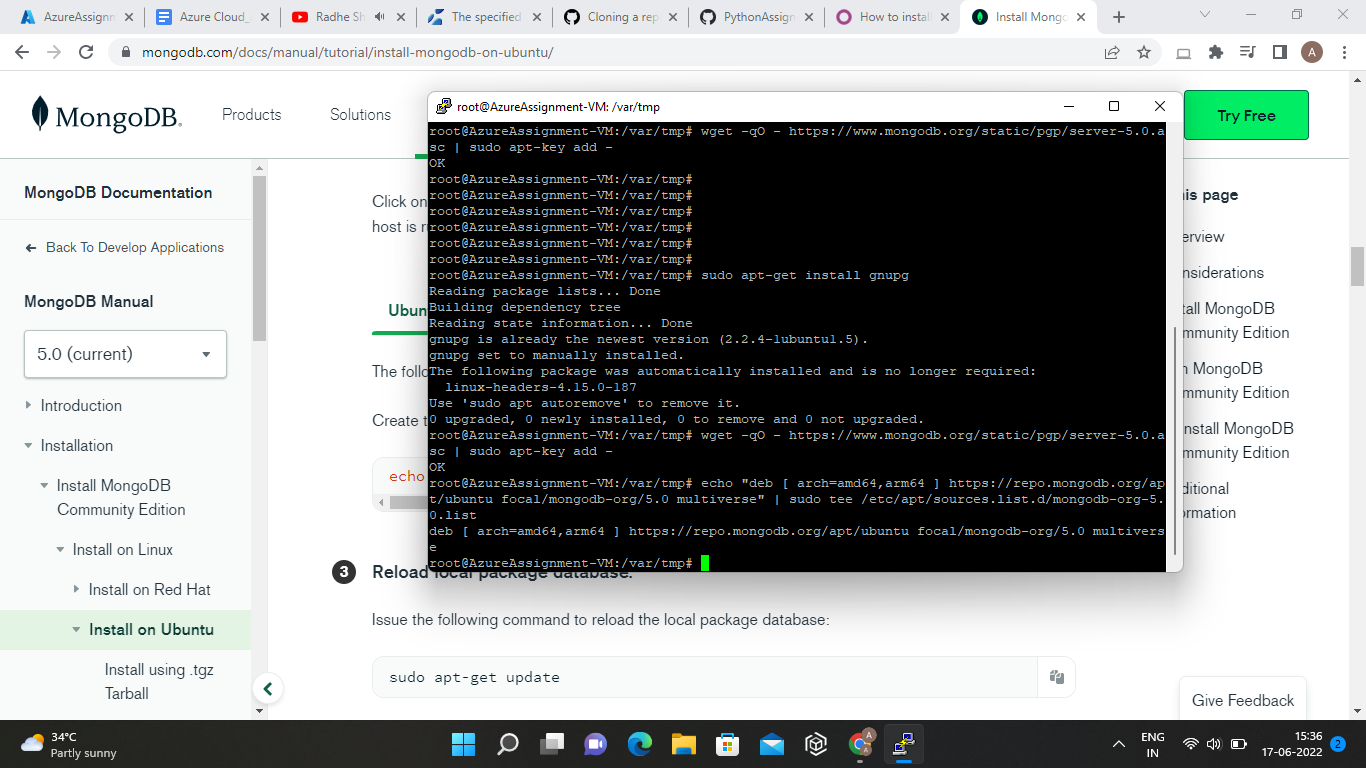 AzureAssignm
Azure Cloud_
Radhe Sh
The specified
Cloning a rep
PythonAssign
How to install
Install Mongo
mongodb.com/docs/manual/tutorial/install-mongodb-on-ubuntu/
A
MongoDB.
Products
Solutions
Try Free
root@AzureAssignment-VM: /var/tmp
root@AzureAssignment-VM:/var/tmp# wget -qO - https://www.mongodb.org/static/pgp/server-5.0.a
sc | sudo apt-key add -
OK
root@AzureAssignment-VM:/var/tmp#
root@AzureAssignment-VM:/var/tmp#
root@AzureAssignment-VM:/var/tmp#
root@AzureAssignment-VM:/var/tmp#
root@AzureAssignment-VM:/var/tmp#
root@AzureAssignment-VM:/var/tmp#
root@AzureAssignment-VM:/var/tmp# sudo apt-get install gnupg
Reading package lists... Done
Building dependency tree
Reading state information... Done
gnupg is already the newest version (2.2.4-1ubuntu1.5).
gnupg set to manually installed.
The following package was automatically installed and is no longer required:
linux-headers-4.15.0-187
Use 'sudo apt autoremove' to remove it.
0 upgraded, 0 newly installed, 0 to remove and 0 not upgraded.
root@AzureAssignment-VM:/var/tmp# wget -qO - https://www.mongodb.org/static/pgp/server-5.0.a
sc | sudo apt-key add -
OK
root@AzureAssignment-VM:/var/tmp# echo "deb [ arch=amd64,arm64 ] https://repo.mongodb.org/ap
t/ubuntu focal/mongodb-org/5.0 multiverse" | sudo tee /etc/apt/sources.list.d/mongodb-org-5.
0.list
deb [ arch=amd64,arm64 ] https://repo.mongodb.org/apt/ubuntu focal/mongodb-org/5.0 multivers
e
root@AzureAssignment-VM:/var/tmp#
MongoDB Documentation
Back To Develop Applications
MongoDB Manual
5.0 (current)
Introduction
Installation
Install MongoDB
Community Edition
Install on Linux
Install on Red Hat
Install on Ubuntu
Install using .tgz
Tarball
Click on
host is r
Ubun
The follo
Create t
echo
3 Reload local package database.
Issue the following command to reload the local package database:
sudo apt-get update
his page
erview
nsiderations
tall MongoDB
mmunity Edition
n MongoDB
mmunity Edition
install MongoDB
mmunity Edition
ditional
ormation
Give Feedback
34°C
Partly sunny
A
A
ENG
IN
15:36
17-06-2022
2